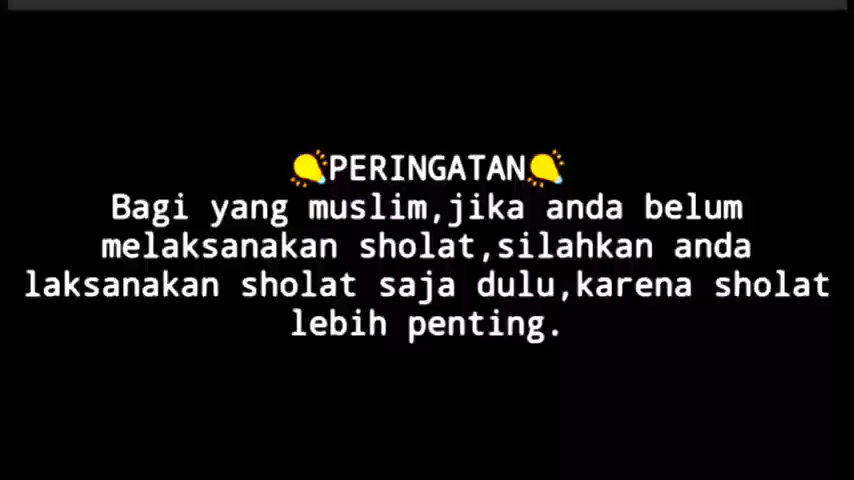 💡PERINGATAN💡
Bagi yang muslim,jika anda belum
melaksanakan sholat,silahkan anda
laksanakan sholat saja dulu,karena sholat
lebih penting.